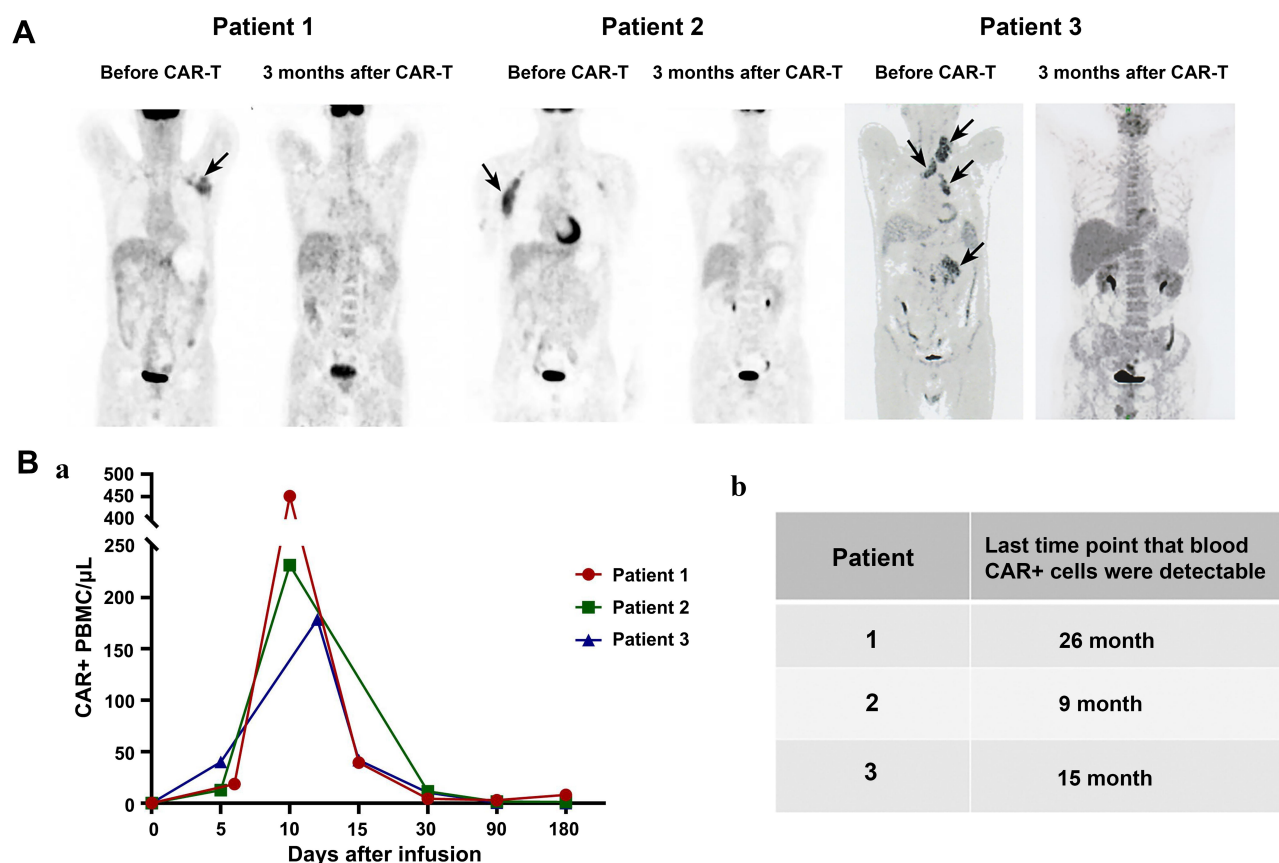 A
Patient 1
Patient 2
Patient 3
Before CAR-T
3 months after CAR-T
Before CAR-T
3 months after CAR-T
Before CAR-T
3 months after CAR-T
B
a
500
450
400
250
200
150
100
50
0
CAR+ PBMC/μL
0 5 10 15 30 90 180
Days after infusion
Patient 1
Patient 2
Patient 3
b
Patient
Last time point that blood
CAR+ cells were detectable
1 26 month
2 9 month
3 15 month